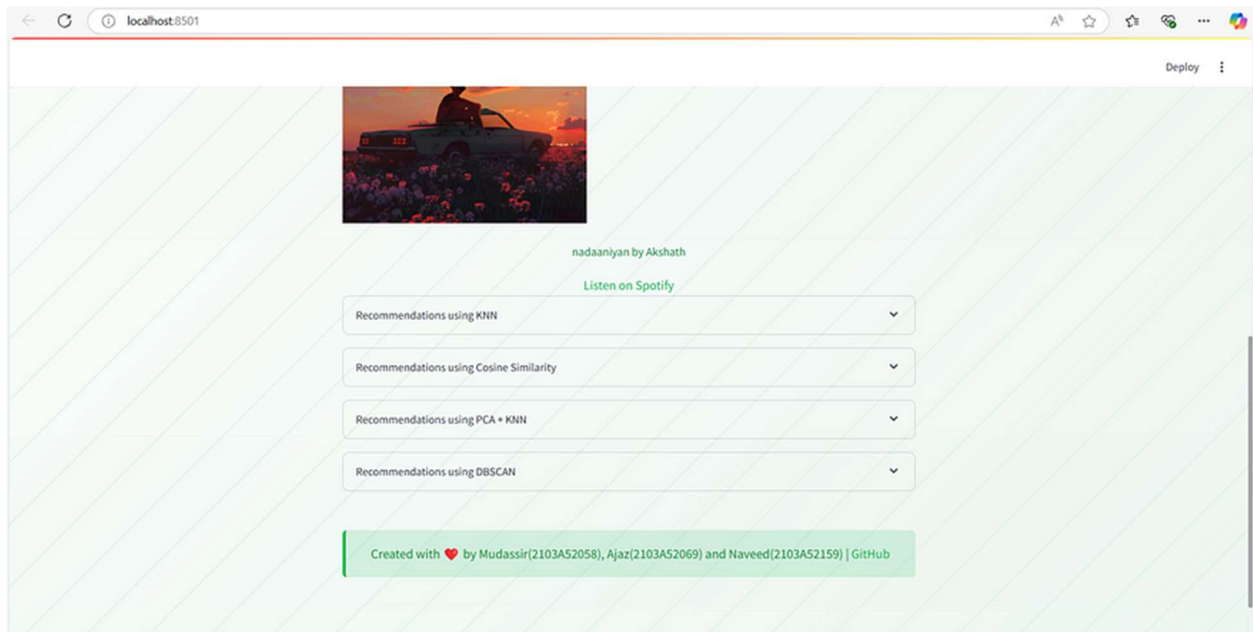 localhost:8501
Deploy
nadaaniyan by Akshath
Listen on Spotify
Recommendations using KNN
Recommendations using Cosine Similarity
Recommendations using PCA + KNN
Recommendations using DBSCAN
Created with ❤️ by Mudassir(2103A52058), Ajaz(2103A52069) and Naveed(2103A52159) | GitHub